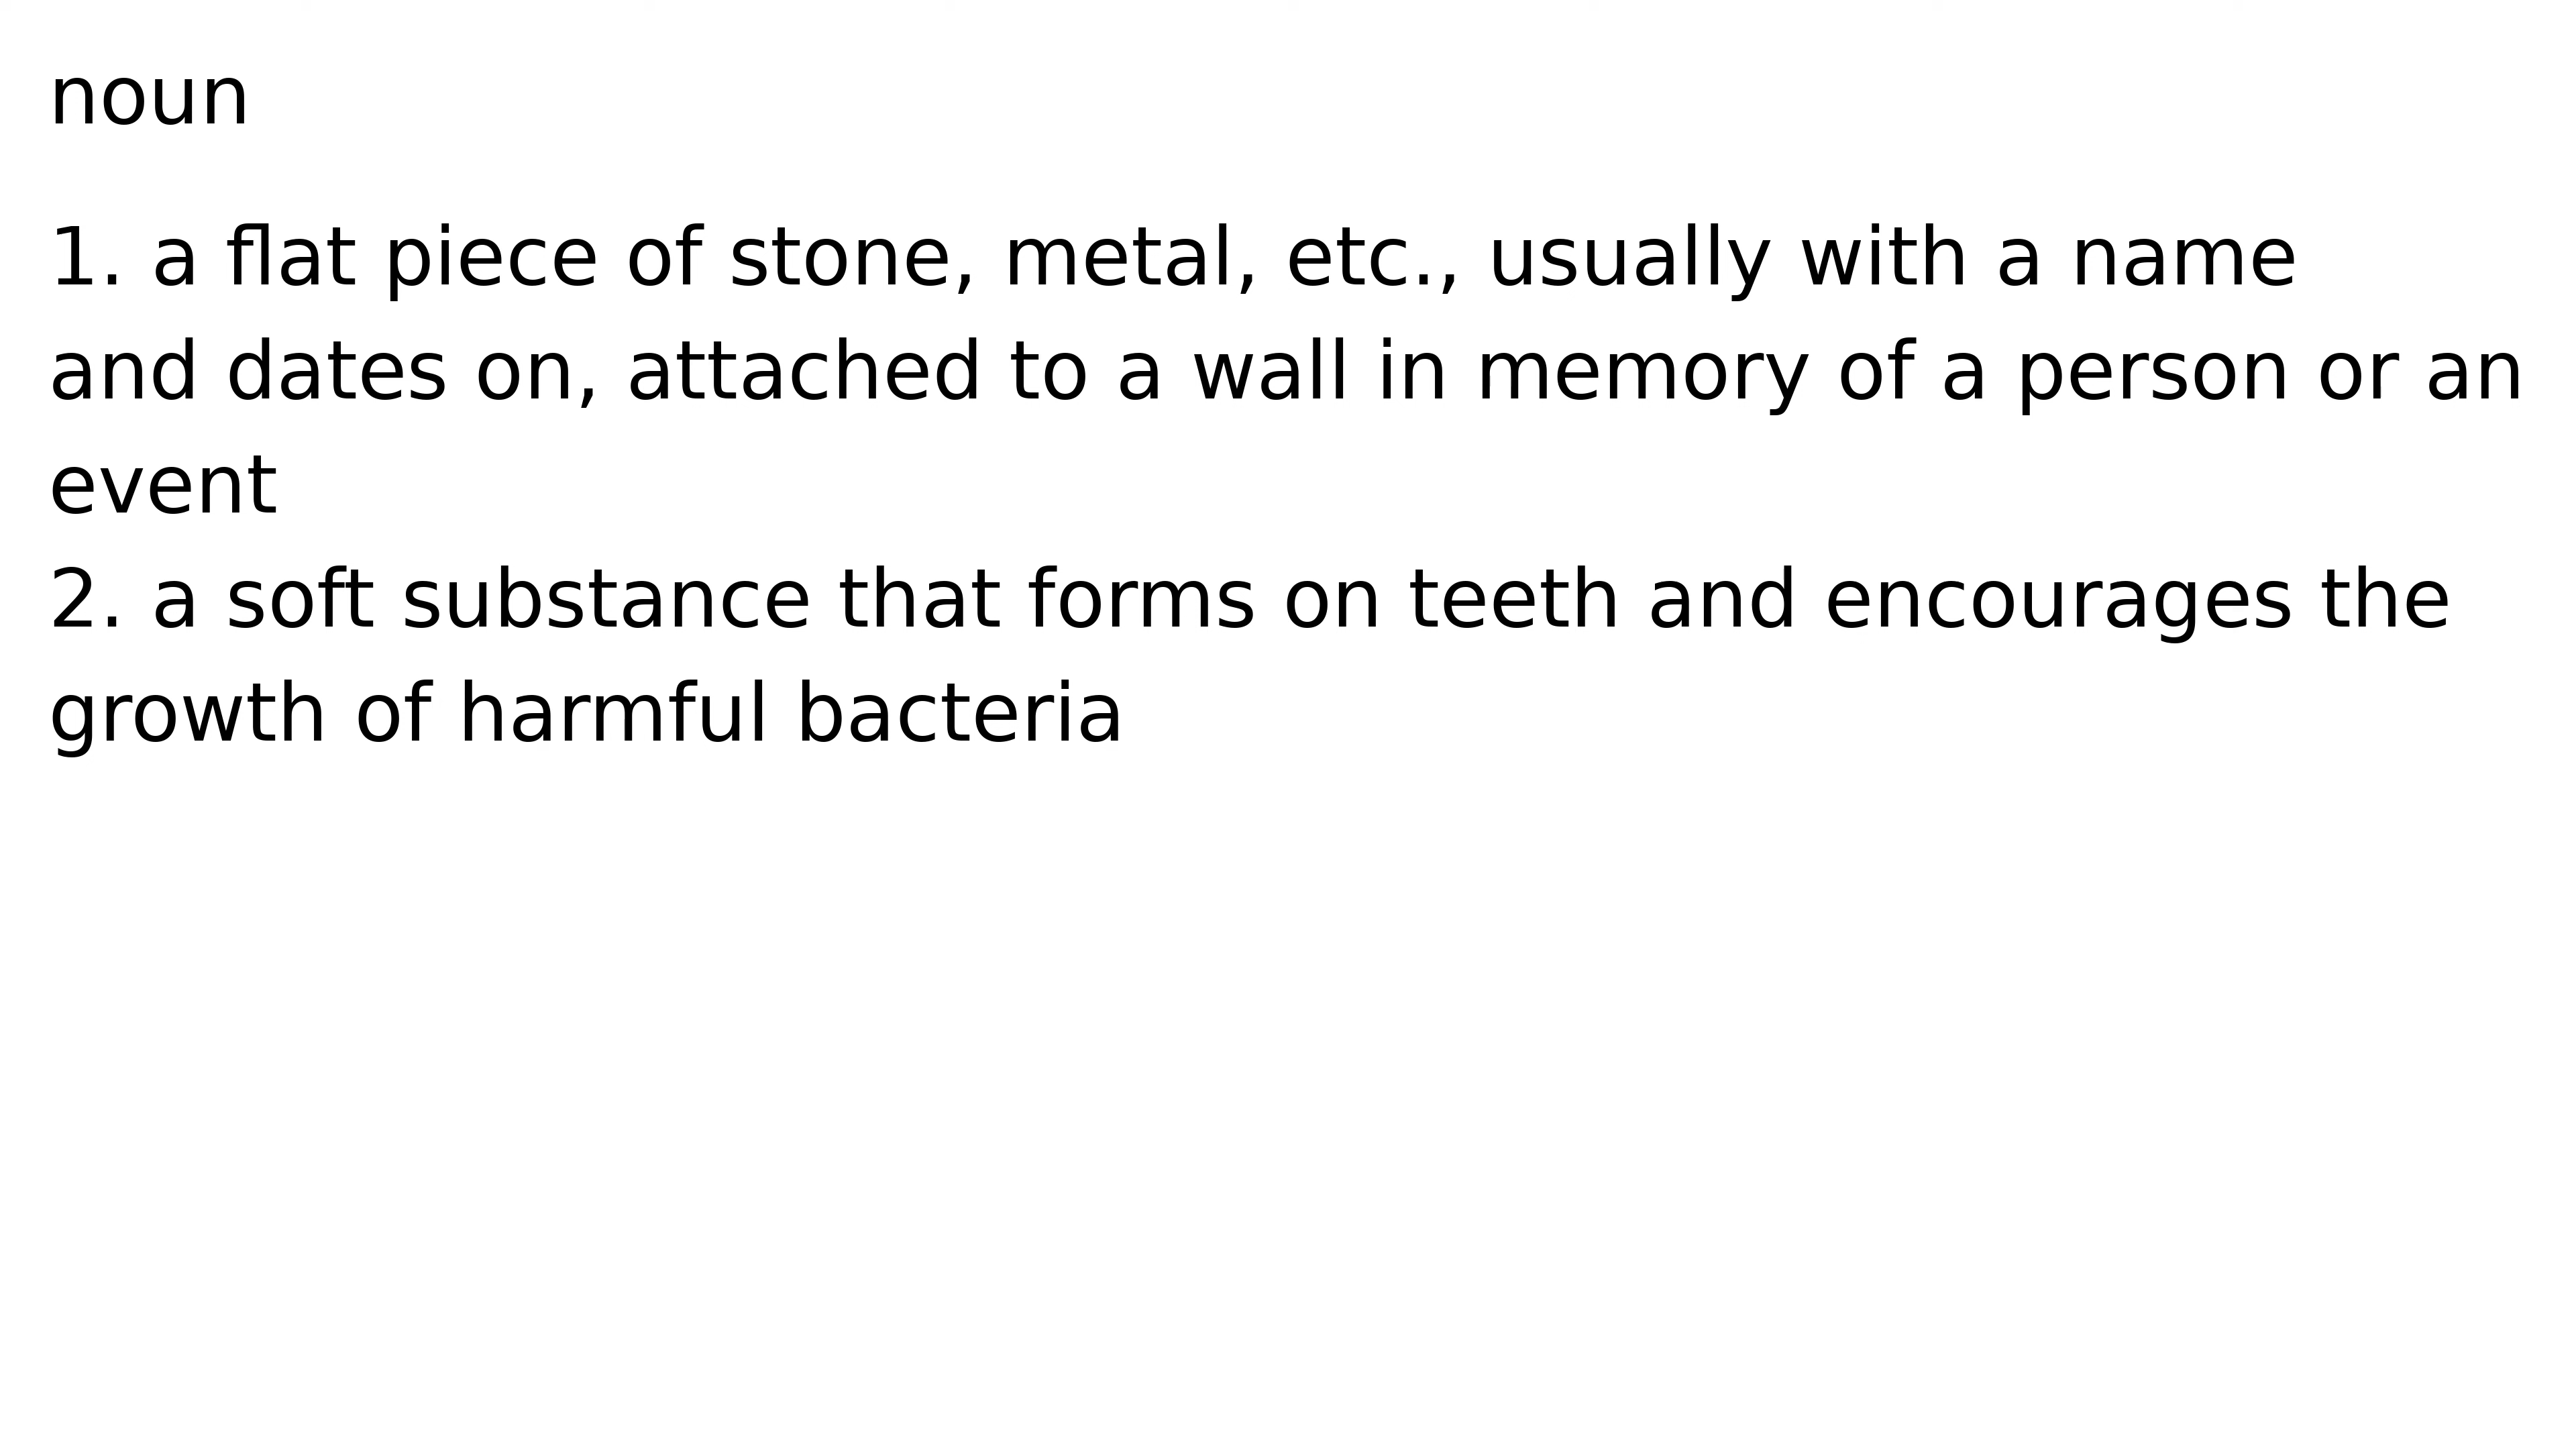 noun
1. a flat piece of stone, metal, etc., usually with a name
and dates on, attached to a wall in memory of a person or an
event
2. a soft substance that forms on teeth and encourages the
growth of harmful bacteria